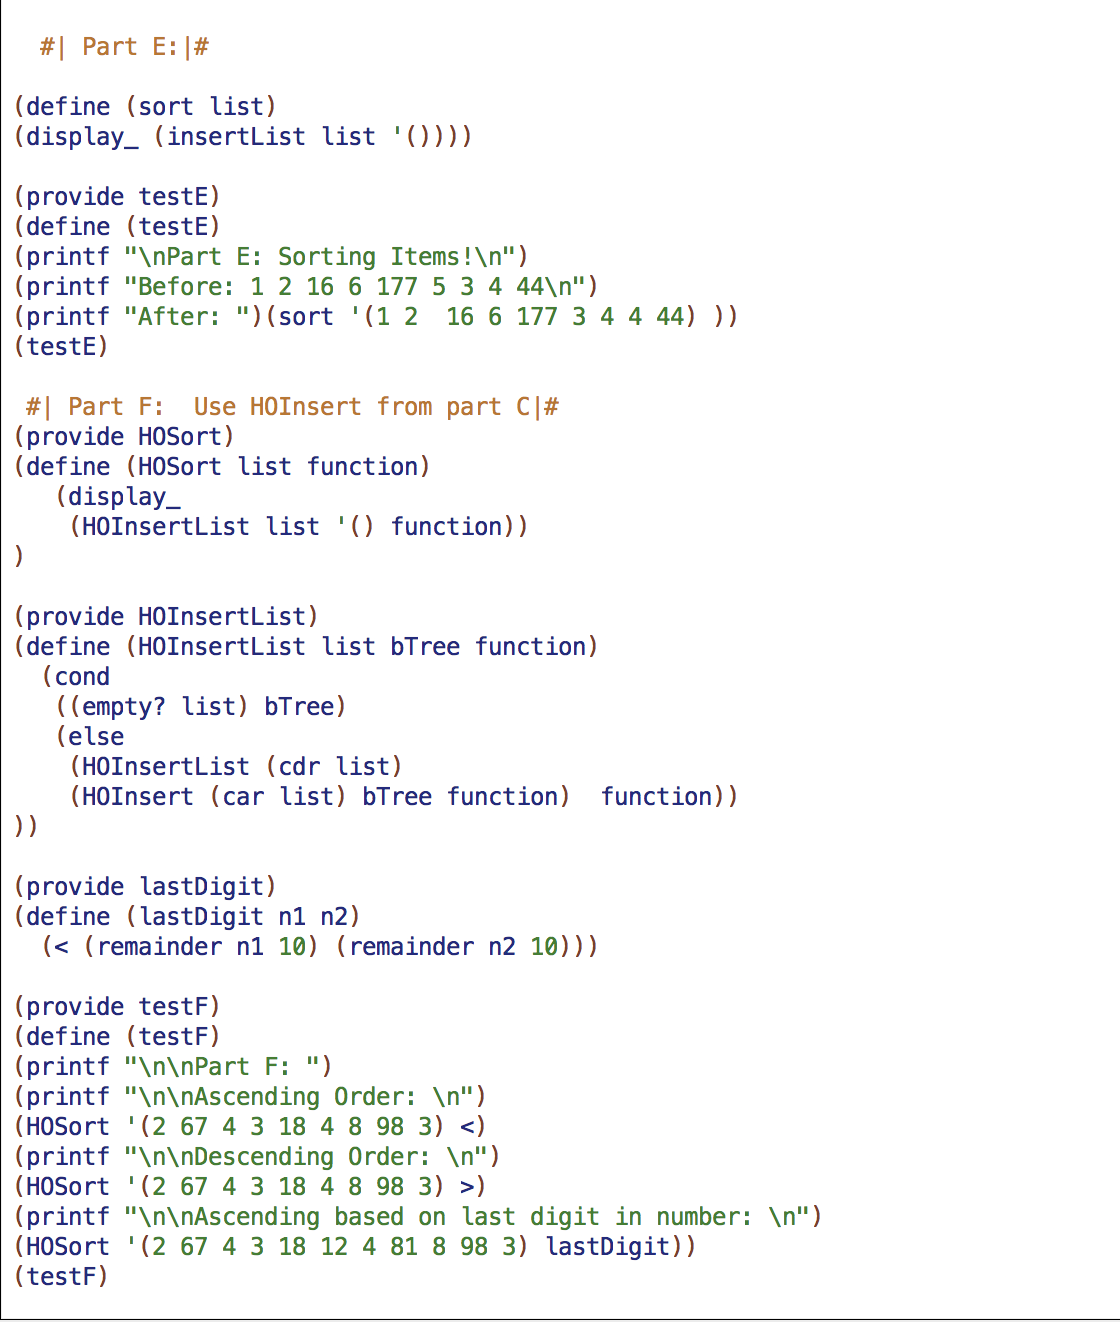 #| Part E:|#
(define (sort list)
(display_ (insertList list '())))
(provide testE)
(define (testE)
(printf "\nPart E: Sorting Items!\n")
(printf "Before: 1 2 16 6 177 5 3 4 44\n")
(printf "After: ")(sort '(1 2  16 6 177 3 4 4 44) ))
(testE)
#| Part F:  Use HOInsert from part C|#
(provide HOSort)
(define (HOSort list function)
(display_
(HOInsertList list '() function))
)
(provide HOInsertList)
(define (HOInsertList list bTree function)
(cond
((empty? list) bTree)
(else
(HOInsertList (cdr list)
(HOInsert (car list) bTree function)  function))
))
(provide lastDigit)
(define (lastDigit n1 n2)
(< (remainder n1 10) (remainder n2 10)))
(provide testF)
(define (testF)
(printf "\n\nPart F: ")
(printf "\n\nAscending Order: \n")
(HOSort '(2 67 4 3 18 4 8 98 3) <)
(printf "\n\nDescending Order: \n")
(HOSort '(2 67 4 3 18 4 8 98 3) >)
(printf "\n\nAscending based on last digit in number: \n")
(HOSort '(2 67 4 3 18 12 4 81 8 98 3) lastDigit))
(testF)